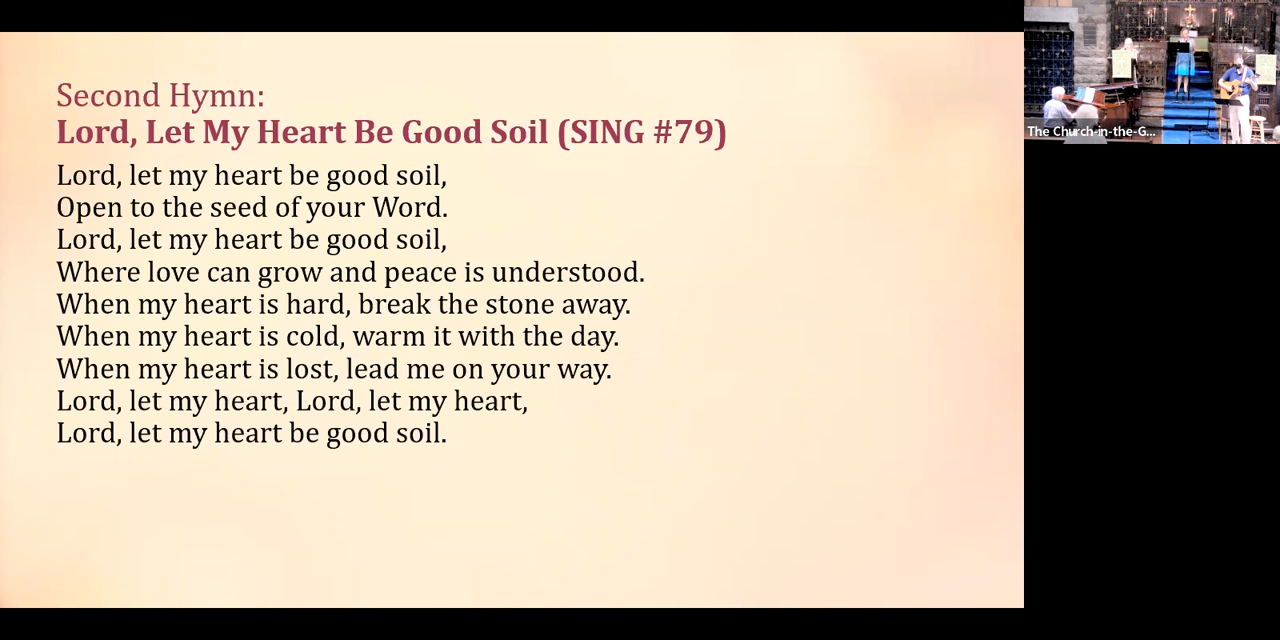 Second Hymn:
Lord, Let My Heart Be Good Soil (SING #79)
Lord, let my heart be good soil,
Open to the seed of your Word.
Lord, let my heart be good soil,
Where love can grow and peace is understood.
When my heart is hard, break the stone away.
When my heart is cold, warm it with the day.
When my heart is lost, lead me on your way.
Lord, let my heart, Lord, let my heart,
Lord, let my heart be good soil.
The Church-in-the-G...